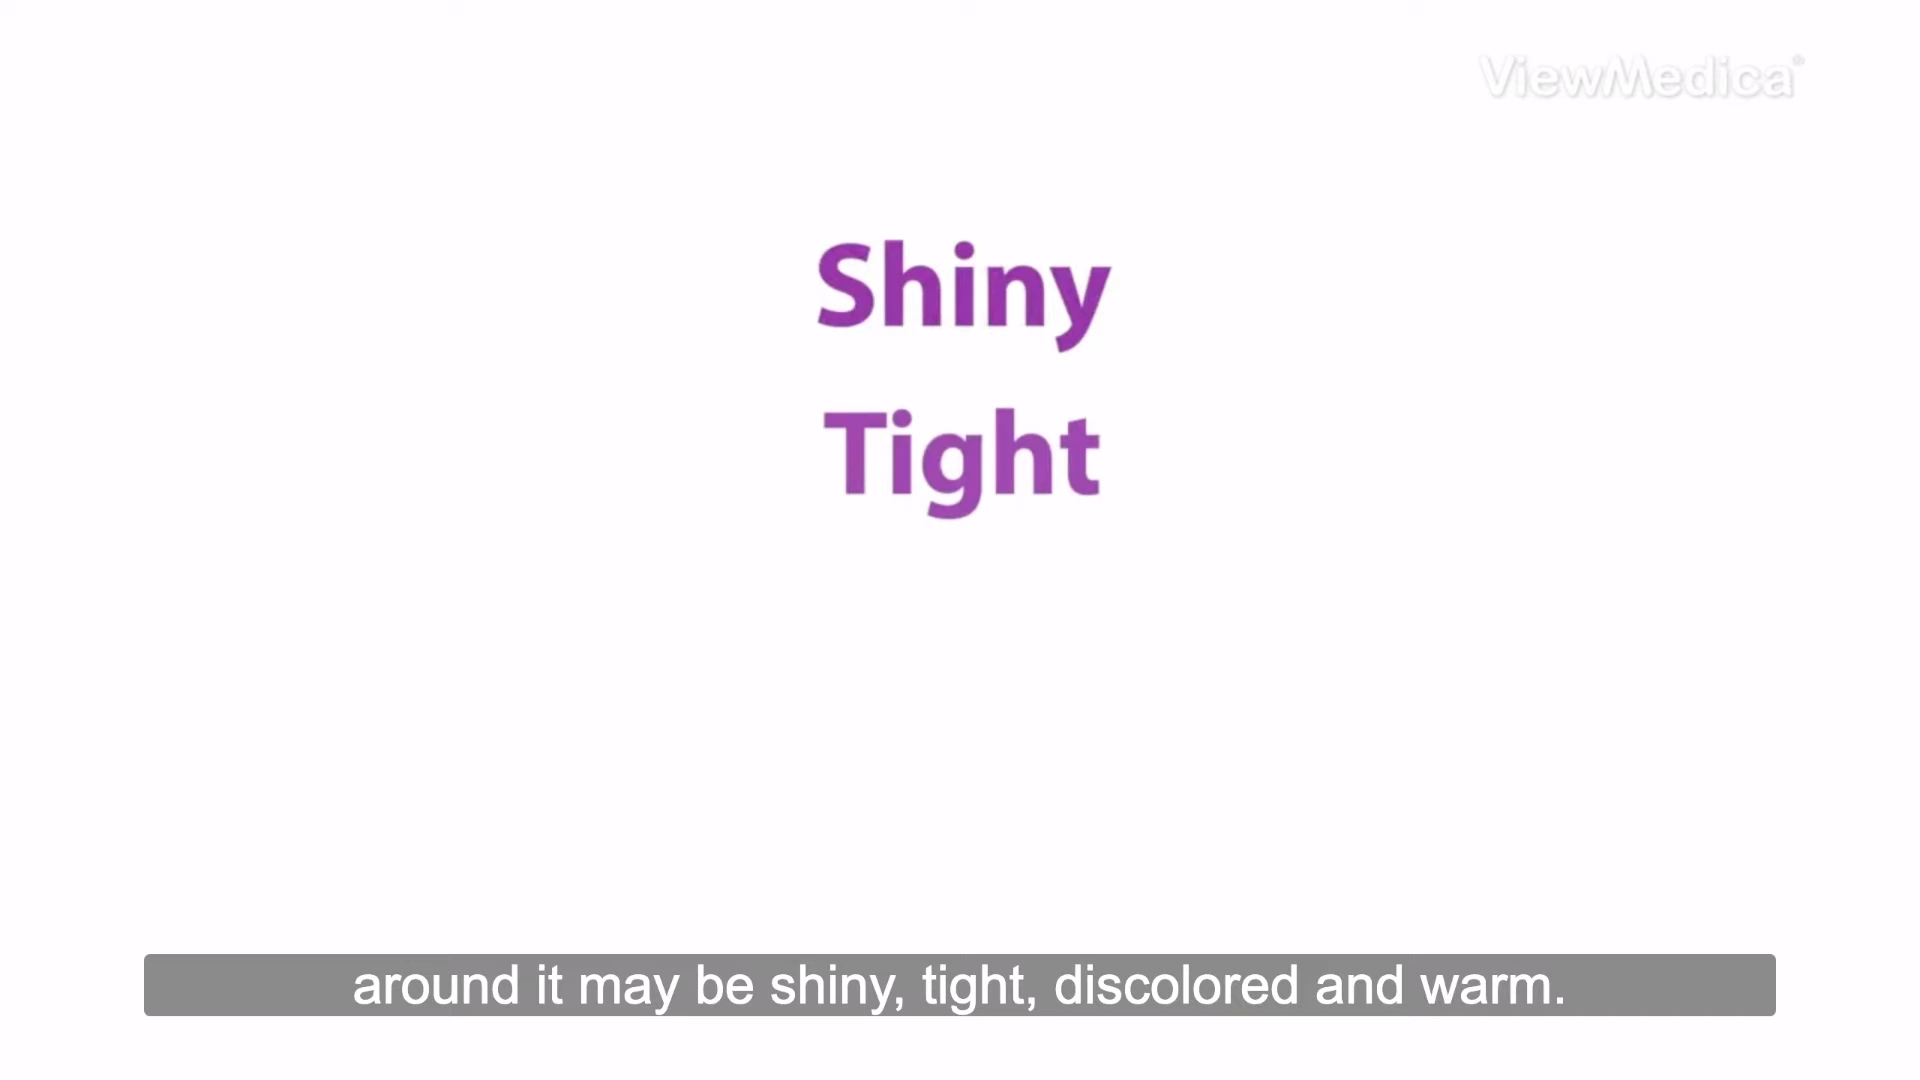 ViewMedica®
Shiny
Tight
around it may be shiny, tight, discolored and warm.